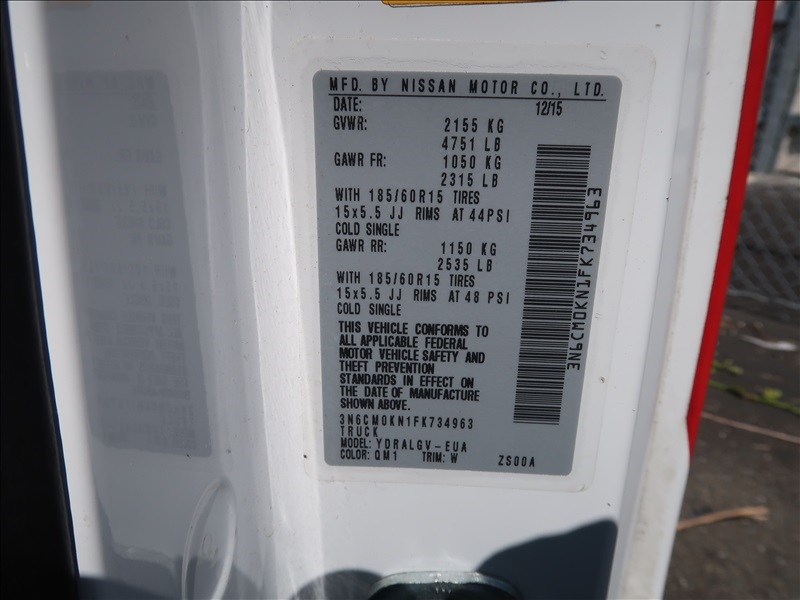 MFD. BY NISSAN MOTOR CO., LTD.
DATE: 12/15
GVWR: 2155 KG
4751 LB
GAWR FR: 1050 KG
2315 LB
WITH 185/60R15 TIRES
15x5.5 JJ RIMS AT 44PSI
COLD SINGLE
GAWR RR: 1150 KG
2535 LB
WITH 185/60R15 TIRES
15x5.5 JJ RIMS AT 48 PSI
COLD SINGLE
THIS VEHICLE CONFORMS TO
ALL APPLICABLE FEDERAL
MOTOR VEHICLE SAFETY AND
THEFT PREVENTION
STANDARDS IN EFFECT ON
THE DATE OF MANUFACTURE
SHOWN ABOVE.
3N6CM0KN1FK734963
TRUCK
MODEL: YDRALGV-EUA
COLOR: QM1 TRIM: W ZS00A
3N6CM0KN1FK734963